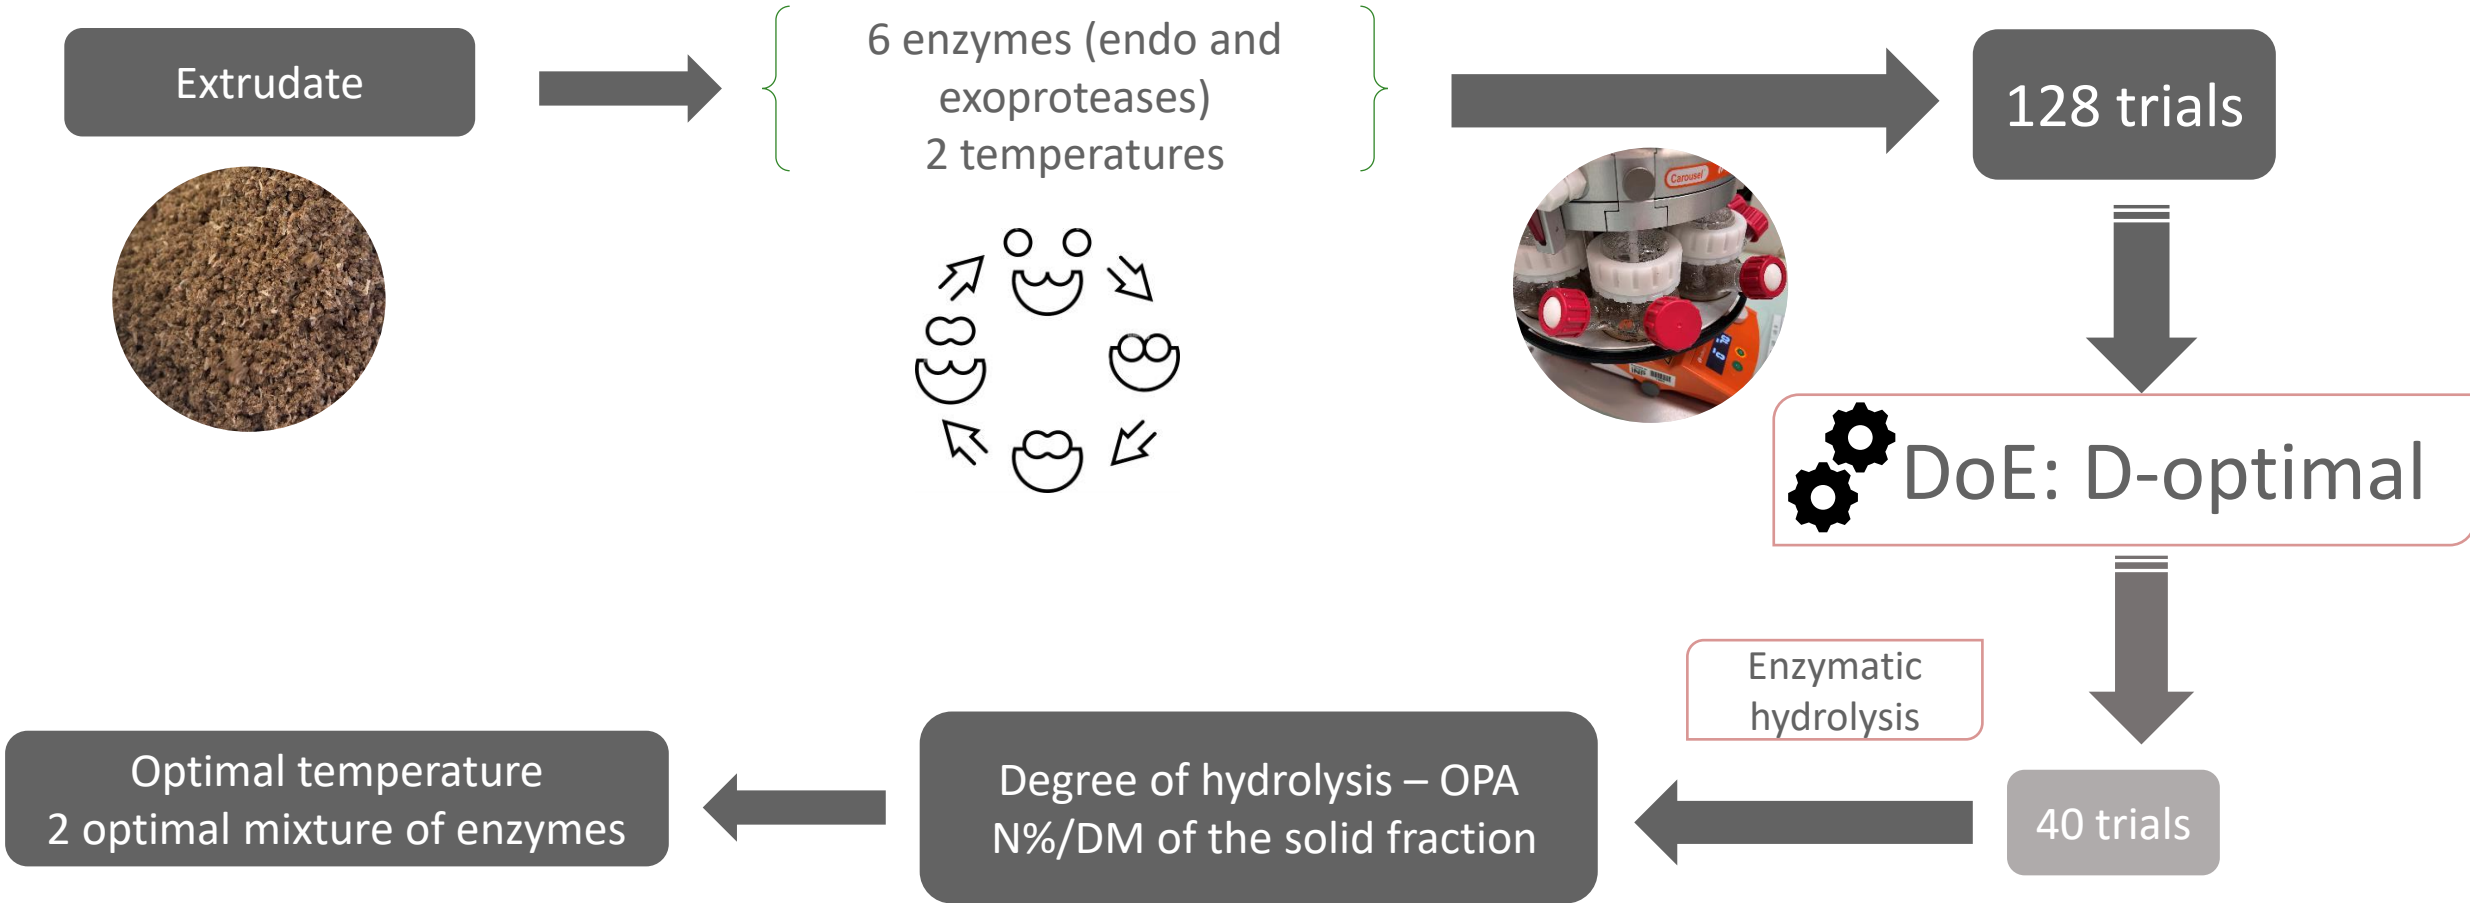 Extrudate
6 enzymes (endo and
exoproteases)
2 temperatures
128 trials
Carousel
DoE: D-optimal
Enzymatic
hydrolysis
40 trials
Degree of hydrolysis – OPA
N%/DM of the solid fraction
Optimal temperature
2 optimal mixture of enzymes